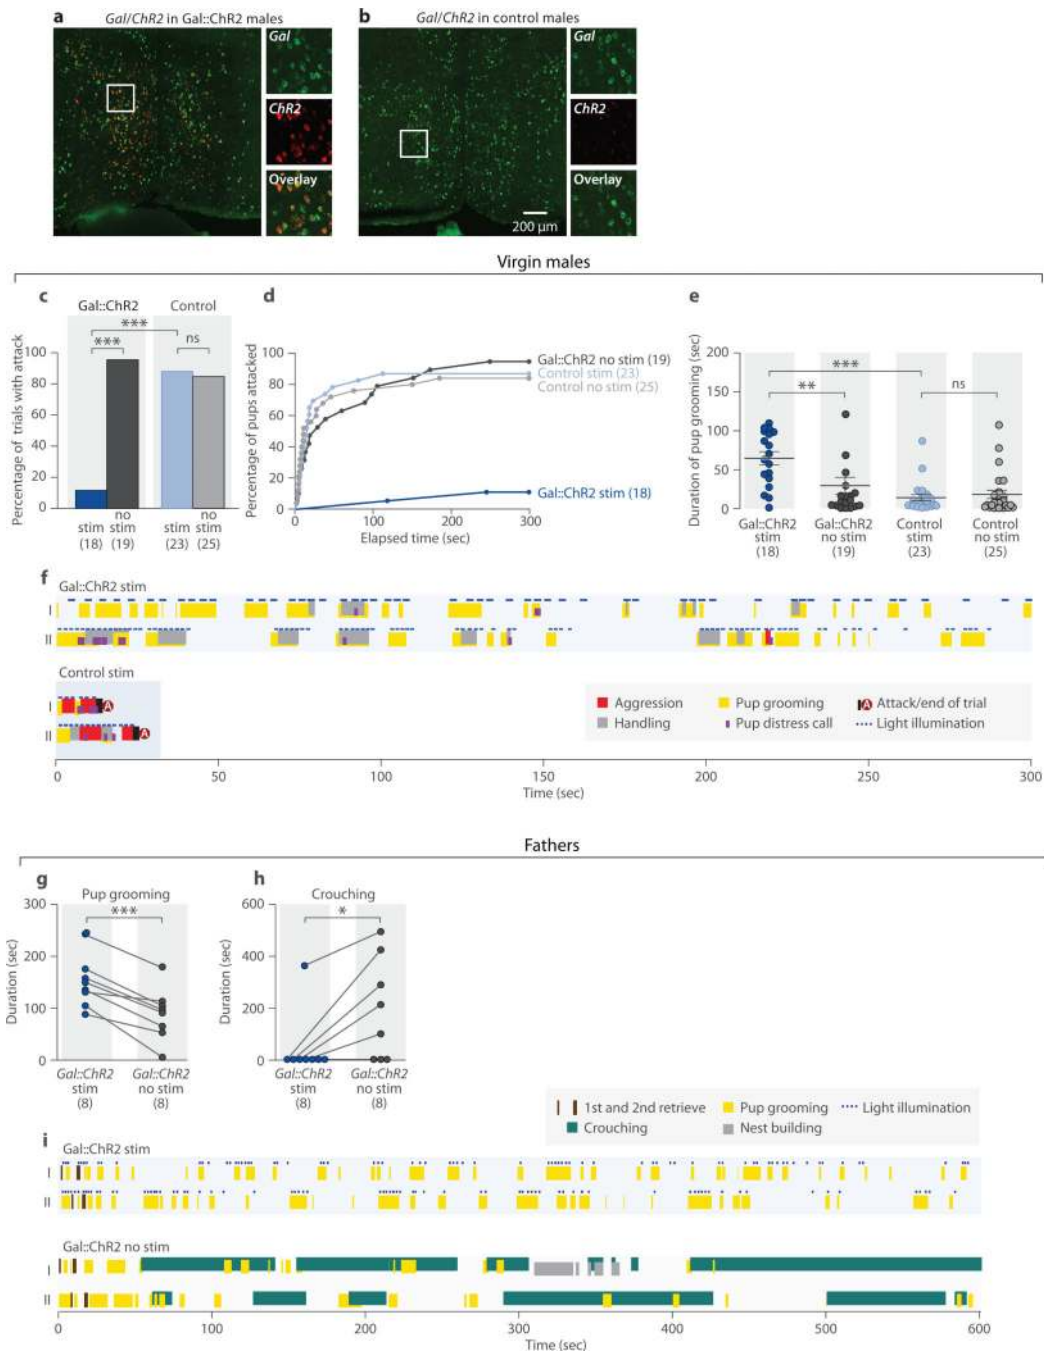 a Gal/ChR2 in Gal::ChR2 males
b Gal/ChR2 in control males
Gal
ChR2
Overlay
Gal
ChR2
Overlay
200 μm
Virgin males
c
Gal::ChR2 Control
***
***
ns
Percentage of trials with attack
100
80
60
40
20
0
stim no stim stim no stim
(18) (19) (23) (25)
d
Percentage of pups attacked
100
80
60
40
20
0
Gal::ChR2 no stim (19)
Control stim (23)
Control no stim (25)
Gal::ChR2 stim (18)
0 100 200 300
Elapsed time (sec)
e
Duration of pup grooming (sec)
200
150
100
50
0
***
**
ns
Gal::ChR2 stim (18)
Gal::ChR2 no stim (19)
Control stim (23)
Control no stim (25)
f
Gal::ChR2 stim
I
II
Control stim
I A
II A
Aggression Pup grooming A Attack/end of trial
Handling Pup distress call Light illumination
0 50 100 150 200 250 300
Time (sec)
Fathers
g
Pup grooming
***
Duration (sec)
300
200
100
0
Gal::ChR2 stim (8)
Gal::ChR2 no stim (8)
h
Crouching
*
Duration (sec)
600
400
200
0
Gal::ChR2 stim (8)
Gal::ChR2 no stim (8)
1st and 2nd retrieve Pup grooming Light illumination
Crouching Nest building
i
Gal::ChR2 stim
I
II
Gal::ChR2 no stim
I
II
0 100 200 300 400 500 600
Time (sec)